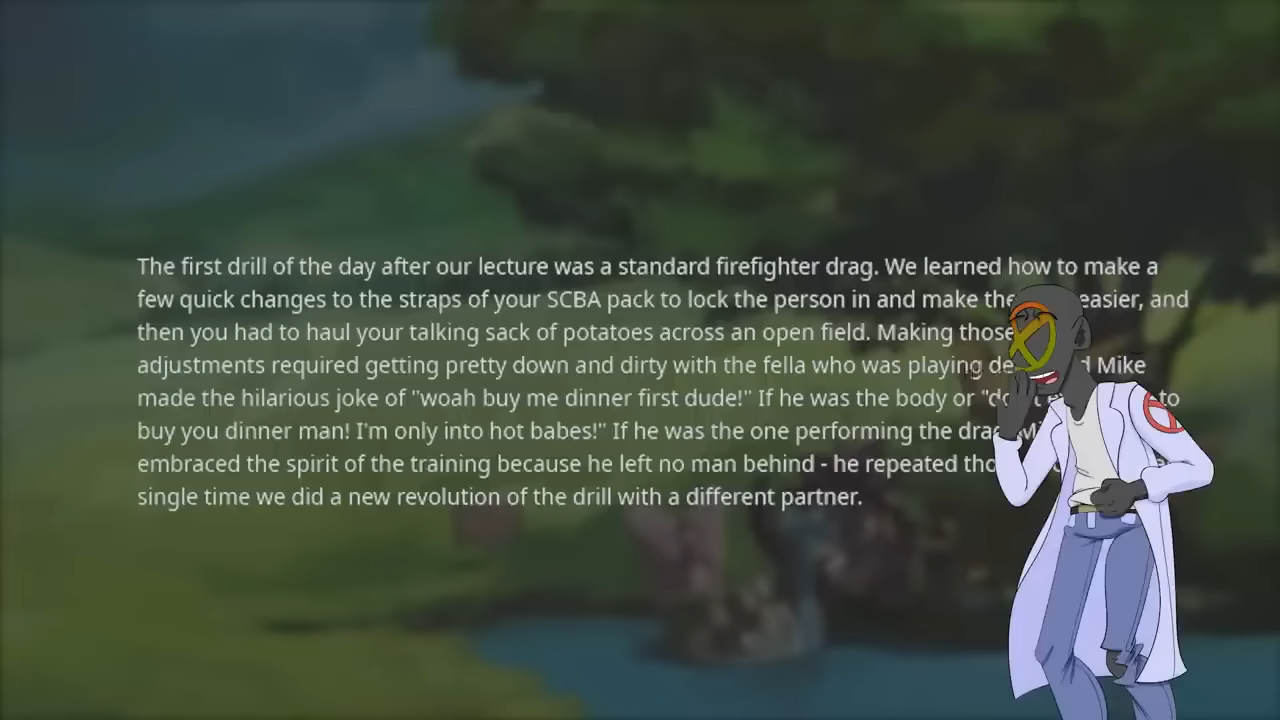 The first drill of the day after our lecture was a standard firefighter drag. We learned how to make a
few quick changes to the straps of your SCBA pack to lock the person in and make the easier, and
then you had to haul your talking sack of potatoes across an open field. Making those
adjustments required getting pretty down and dirty with the fella who was playing Mike
made the hilarious joke of "woah buy me dinner first dude!" If he was the body or to
buy you dinner man! I'm only into hot babes!" If he was the one performing the
embraced the spirit of the training because he left no man behind - he repeated
single time we did a new revolution of the drill with a different partner.